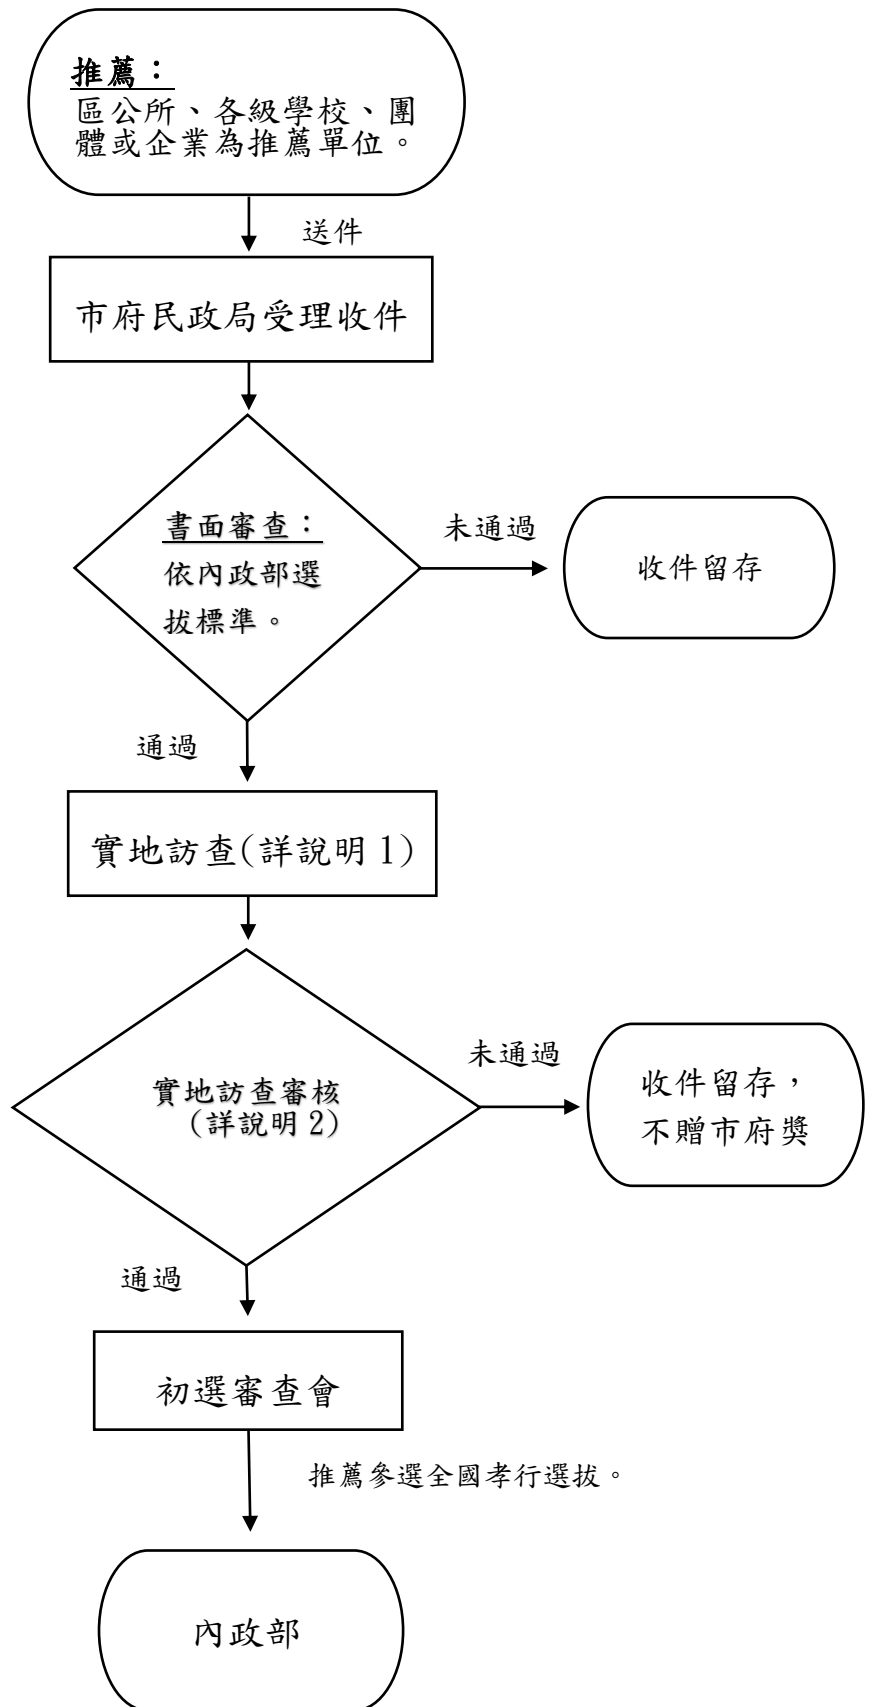 推薦：
區公所、各級學校、團
體或企業為推薦單位。
送件
市府民政局受理收件
書面審查：
依內政部選
拔標準。
未通過
收件留存
通過
實地訪查(詳說明1)
實地訪查審核
(詳說明2)
未通過
收件留存，
不贈市府獎
通過
初選審查會
推薦參選全國孝行選拔。
內政部